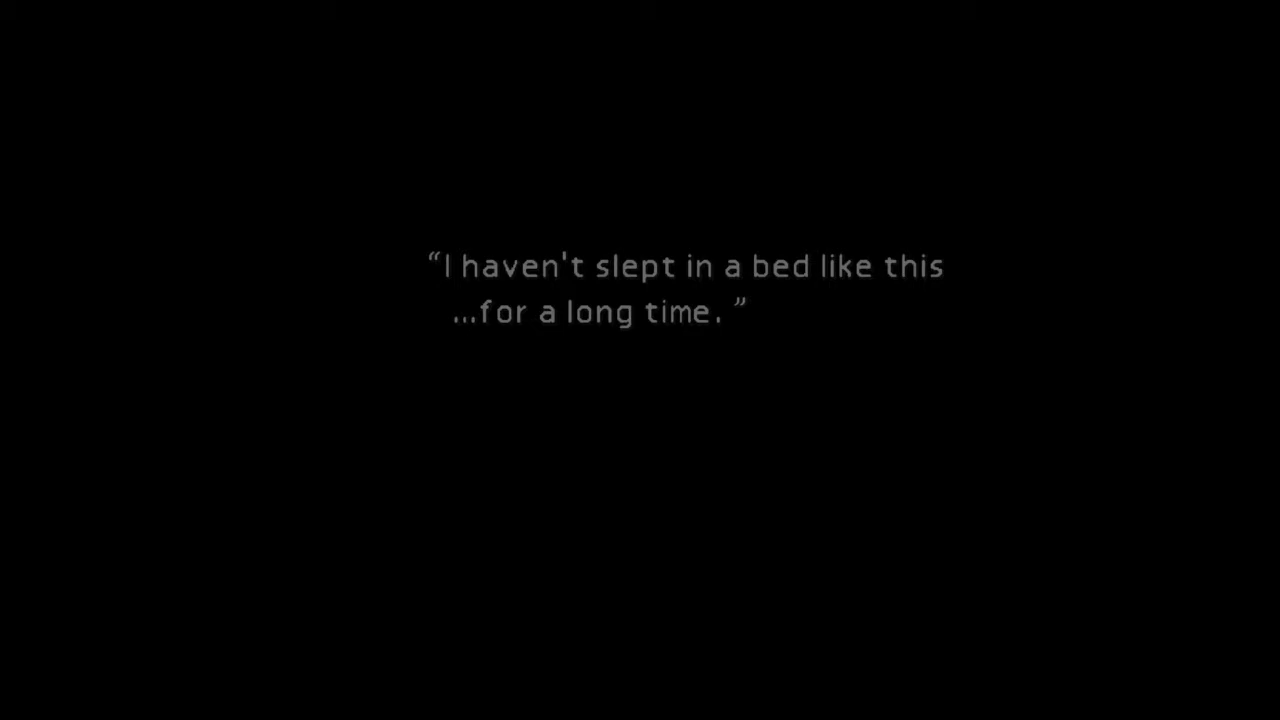 “I haven't slept in a bed like this
...for a long time. ”